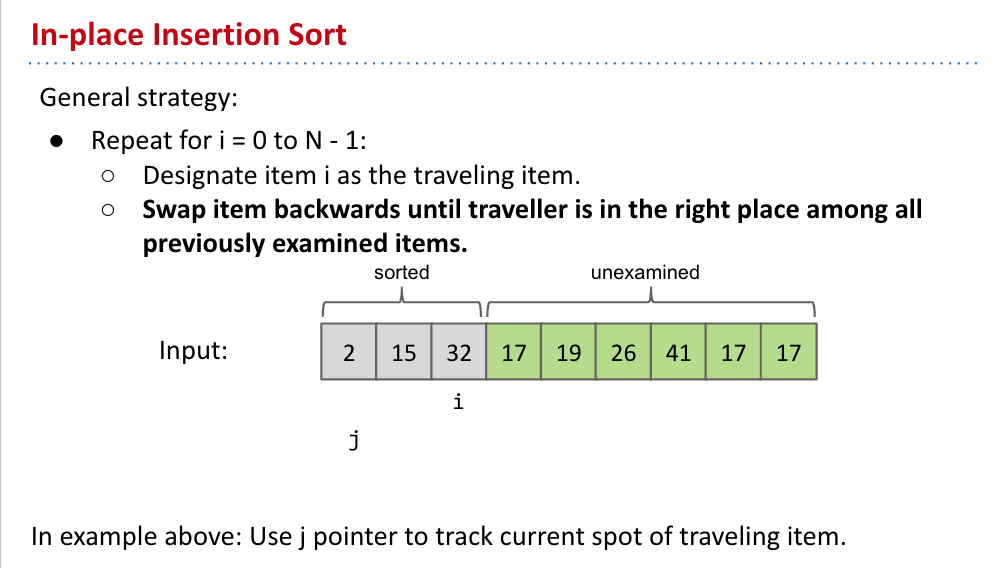 In-place Insertion Sort
General strategy:
● Repeat for i = 0 to N - 1:
○ Designate item i as the traveling item.
○ Swap item backwards until traveller is in the right place among all
previously examined items.
sorted unexamined
Input: 2 15 32 17 19 26 41 17 17
i
j
In example above: Use j pointer to track current spot of traveling item.